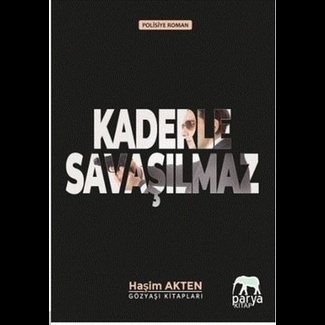 POLİSİYE ROMAN
KADERLE
SAVAŞILMAZ
Haşim AKTEN
GÖZYAŞI KİTAPLARI
parya
KİTAP